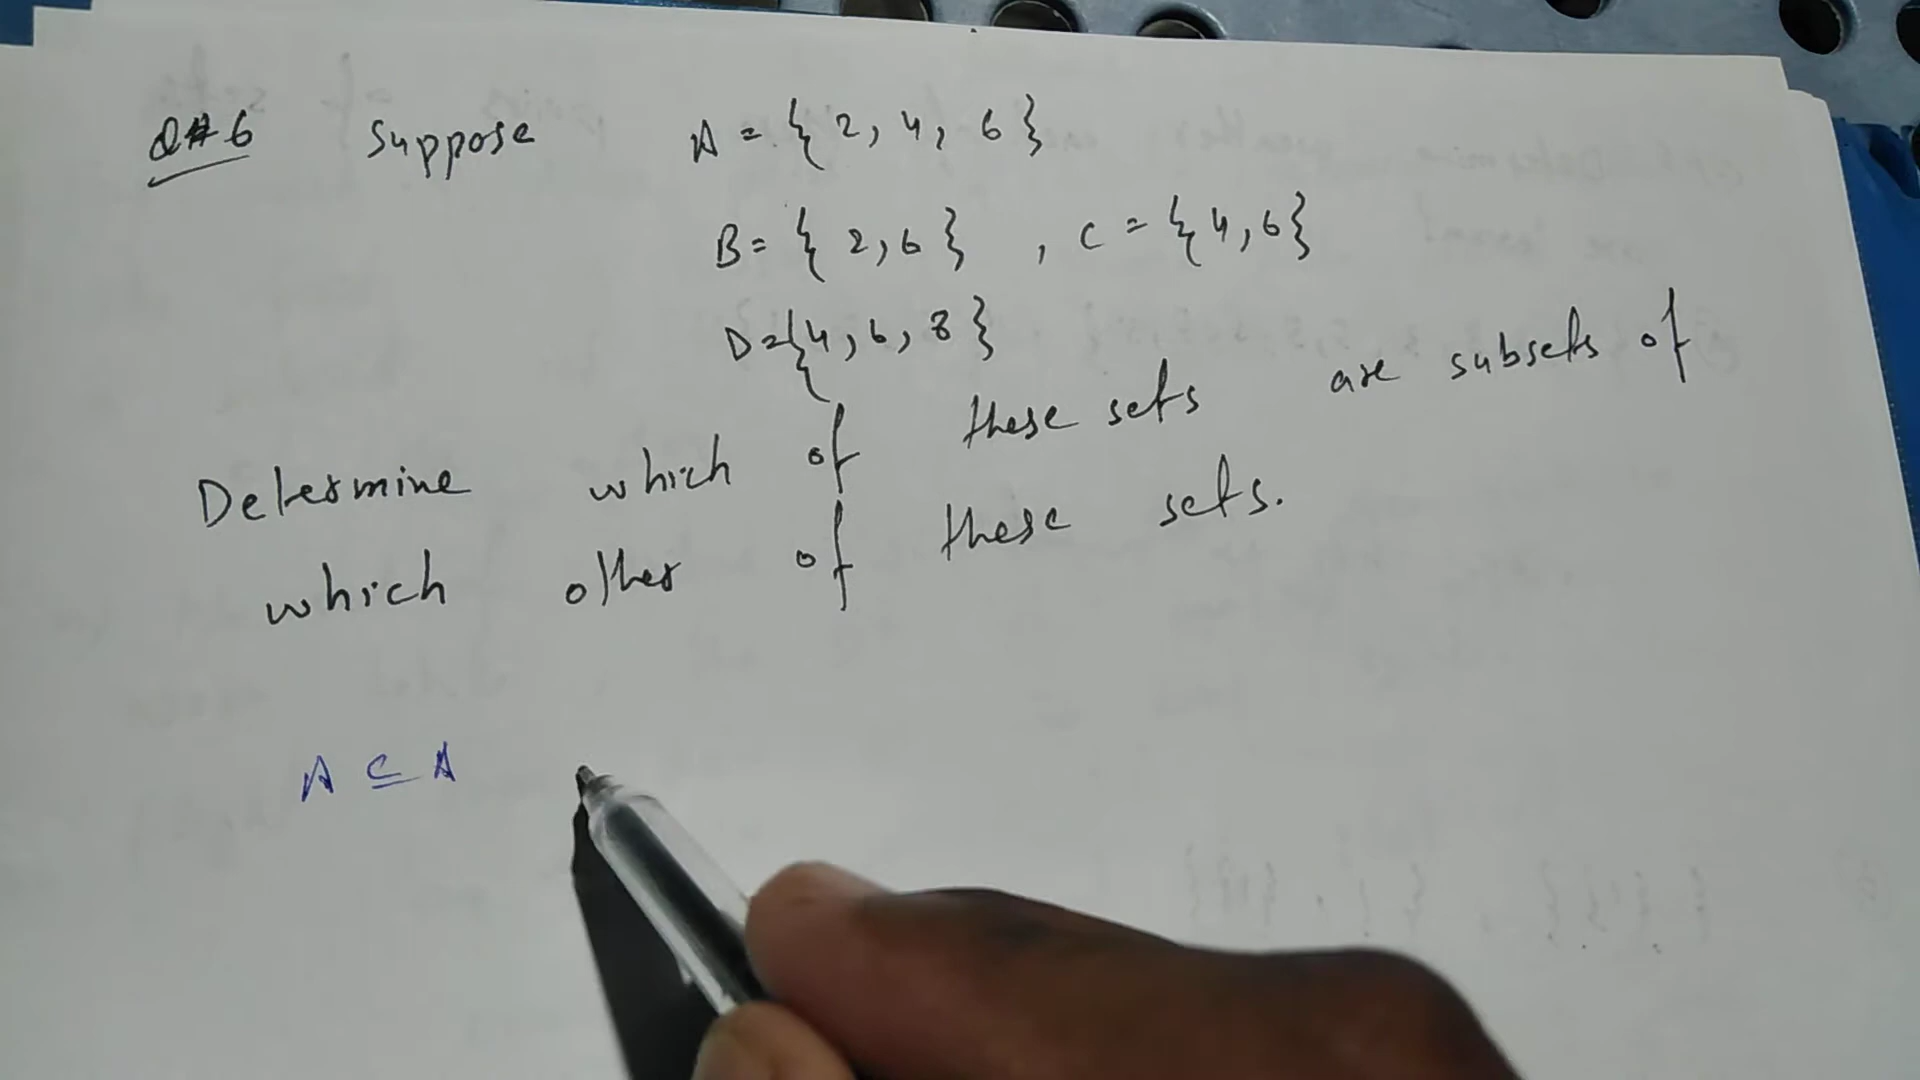 Q#6 Suppose A = { 2, 4, 6 }
B = { 2, 6 } , C = { 4, 6 }
D = { 4, 6, 8 }
Determine which of these sets are subsets of
which other of these sets.
A ⊆ A